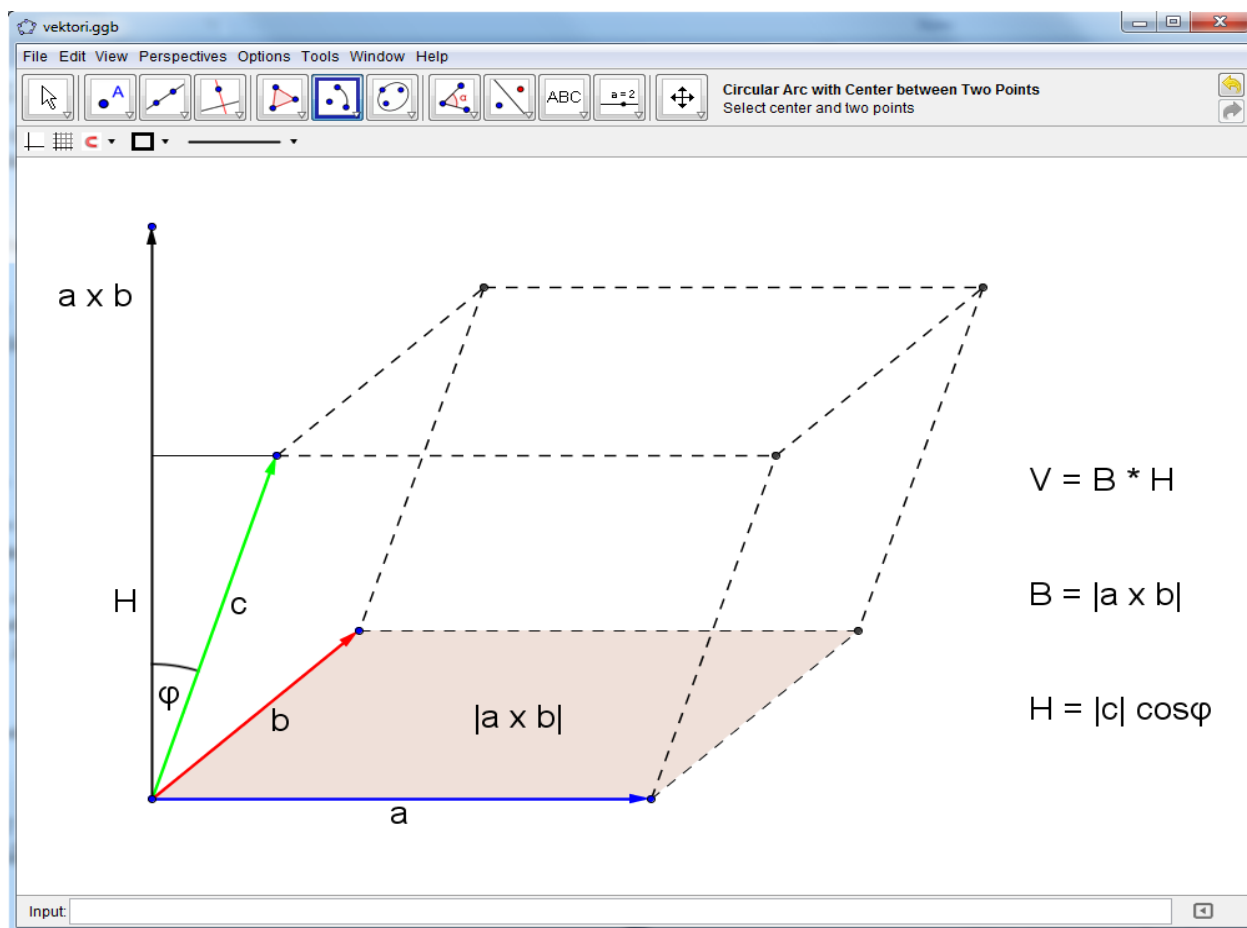 vektori.ggb
File Edit View Perspectives Options Tools Window Help
A
α
ABC
a = 2
Circular Arc with Center between Two Points
Select center and two points
a x b
V = B * H
H
c
B = |a x b|
φ
b
|a x b|
H = |c| cosφ
a
Input: